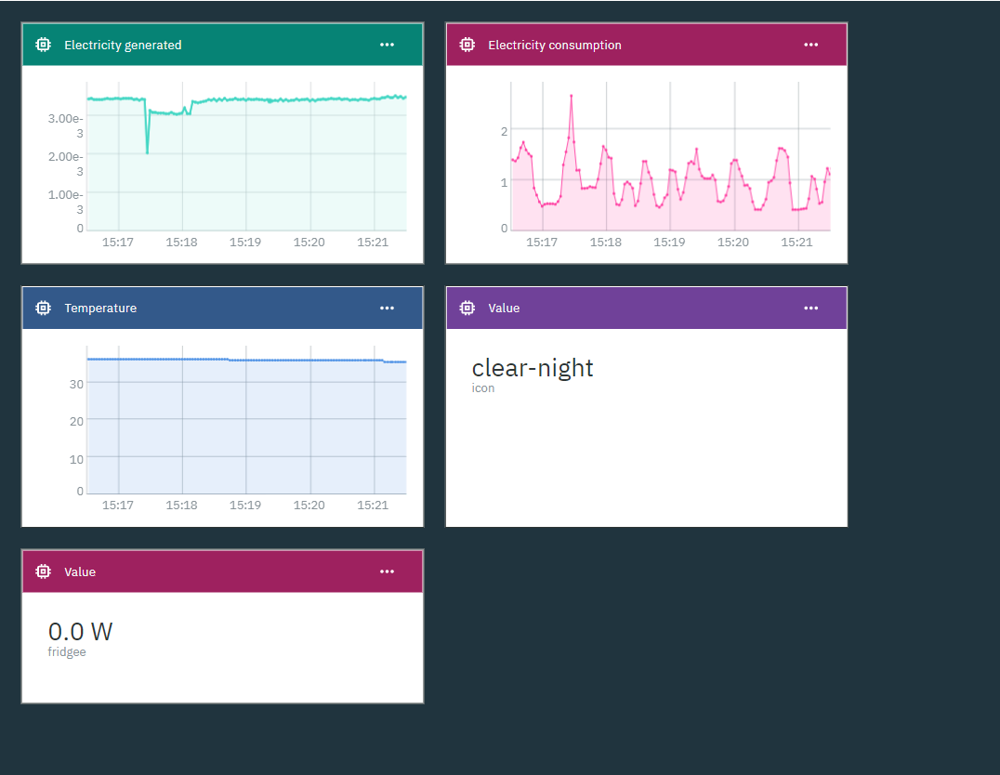 Electricity generated
3.00e-
3
2.00e-
3
1.00e-
3
0
15:17 15:18 15:19 15:20 15:21
Electricity consumption
2
1
0
15:17 15:18 15:19 15:20 15:21
Temperature
30
20
10
0
15:17 15:18 15:19 15:20 15:21
Value
clear-night
icon
Value
0.0 W
fridgee